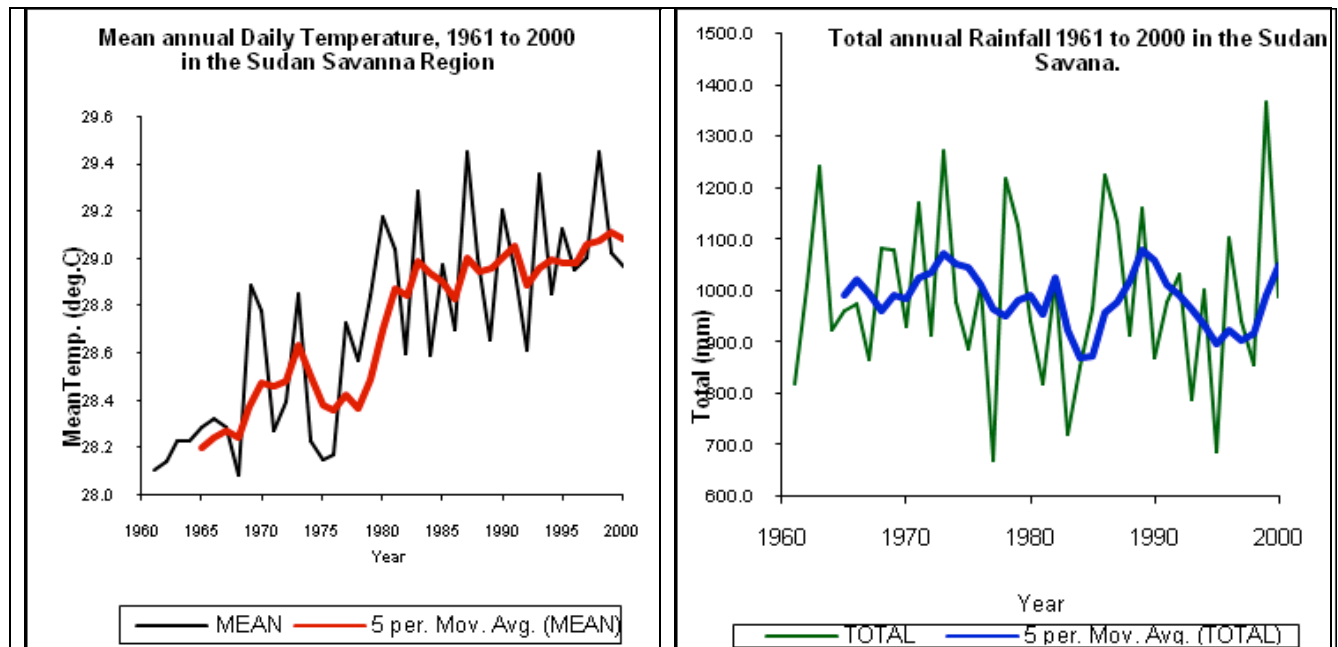 Mean annual Daily Temperature, 1961 to 2000
in the Sudan Savanna Region
29.6
29.4
29.2
29.0
28.8
28.6
28.4
28.2
28.0
MeanTemp. (deg.C)
1960 1965 1970 1975 1980 1985 1990 1995 2000
Year
MEAN 5 per. Mov. Avg. (MEAN)
Total annual Rainfall 1961 to 2000 in the Sudan
Savana.
1500.0
1400.0
1300.0
1200.0
1100.0
1000.0
900.0
800.0
700.0
600.0
Total (mm)
1960 1970 1980 1990 2000
Year
TOTAL 5 per. Mov. Avg. (TOTAL)